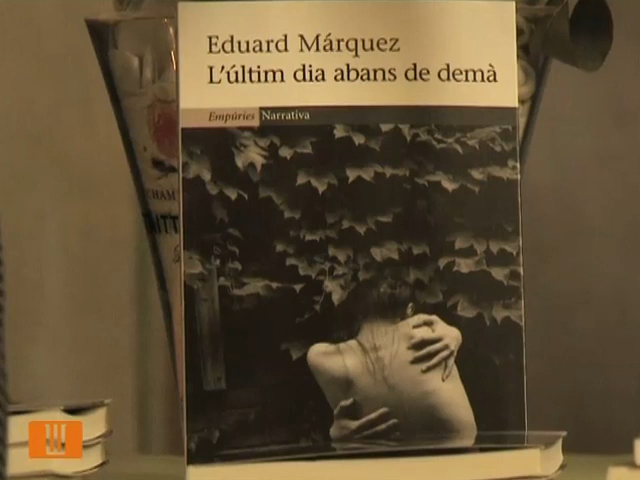 Eduard Márquez
L'últim dia abans de demà
Empúries Narrativa